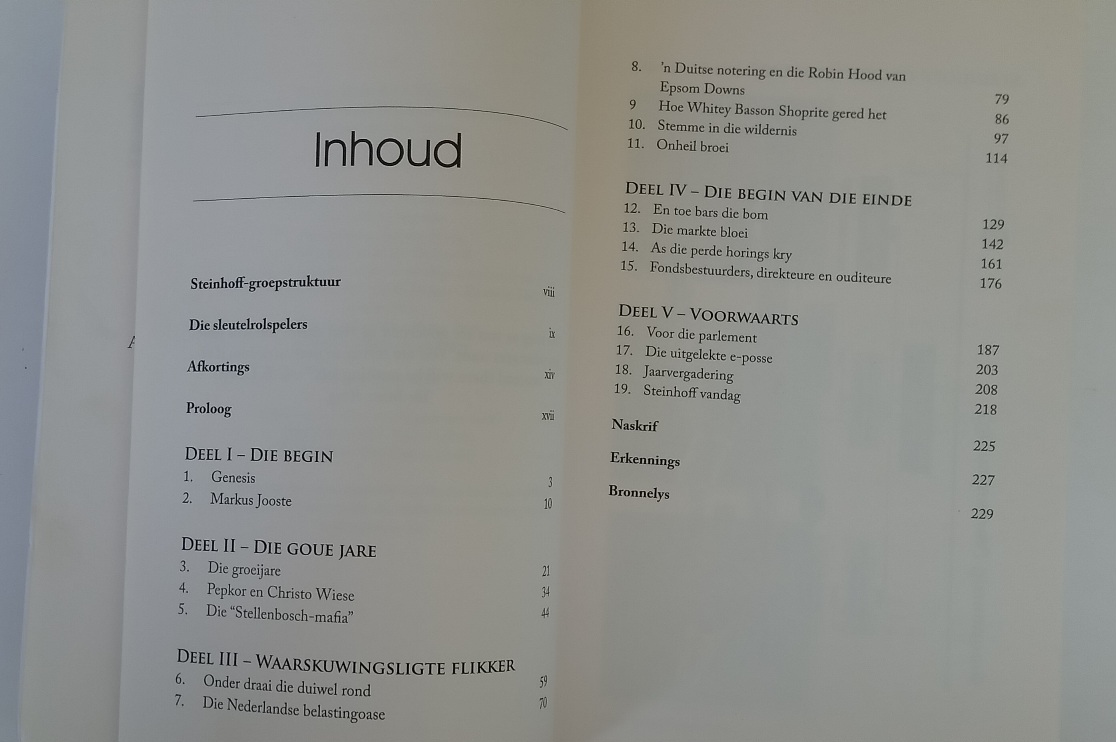 Inhoud
Steinhoff-groepstruktuur viii
Die sleutelrolspelers ix
Afkortings xiv
Proloog xvii
DEEL I – DIE BEGIN
1. Genesis 3
2. Markus Jooste 10
DEEL II – DIE GOUE JARE
3. Die groeijare 21
4. Pepkor en Christo Wiese 34
5. Die “Stellenbosch-mafia” 44
DEEL III – WAARSKUWINGSLIGTE FLIKKER
6. Onder draai die duiwel rond 59
7. Die Nederlandse belastingoase 70
8. ’n Duitse notering en die Robin Hood van
Epsom Downs 79
9 Hoe Whitey Basson Shoprite gered het 86
10. Stemme in die wildernis 97
11. Onheil broei 114
DEEL IV – DIE BEGIN VAN DIE EINDE
12. En toe bars die bom 129
13. Die markte bloei 142
14. As die perde horings kry 161
15. Fondsbestuurders, direkteure en ouditeure 176
DEEL V – VOORWAARTS
16. Voor die parlement 187
17. Die uitgelekte e-posse 203
18. Jaarvergadering 208
19. Steinhoff vandag 218
Naskrif 225
Erkennings 227
Bronnelys 229